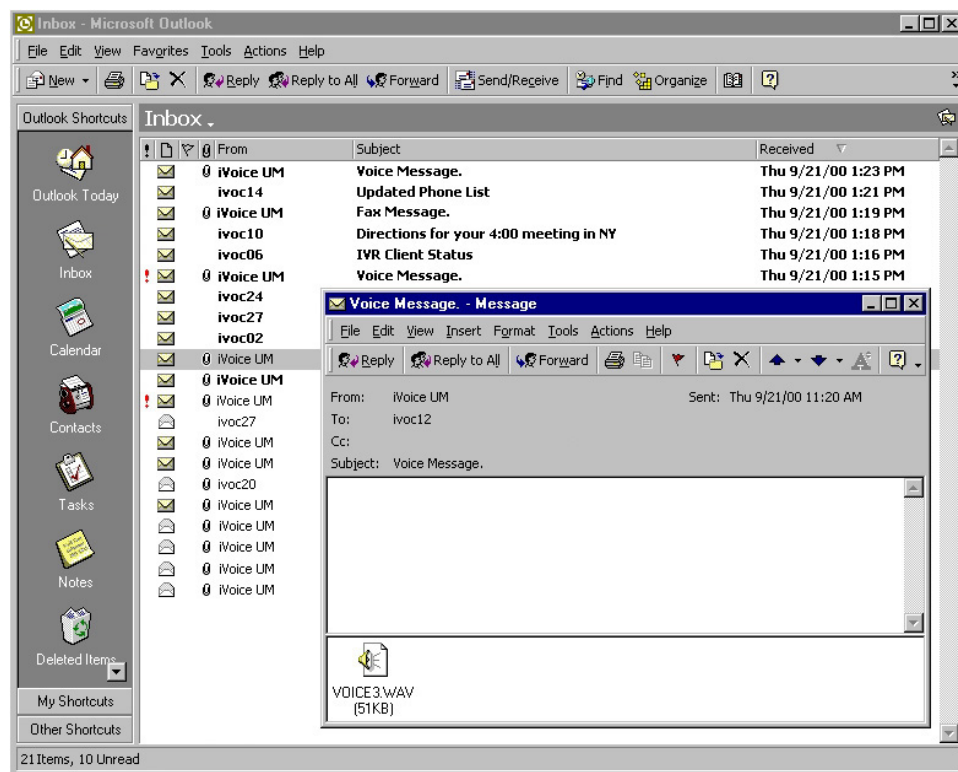 Inbox - Microsoft Outlook
File Edit View Favorites Tools Actions Help
New Reply Reply to All Forward Send/Receive Find Organize
Outlook Shortcuts
Inbox
From Subject Received
iVoice UM Voice Message. Thu 9/21/00 1:23 PM
ivoc14 Updated Phone List Thu 9/21/00 1:21 PM
iVoice UM Fax Message. Thu 9/21/00 1:19 PM
ivoc10 Directions for your 4:00 meeting in NY Thu 9/21/00 1:18 PM
ivoc06 IVR Client Status Thu 9/21/00 1:16 PM
iVoice UM Voice Message. Thu 9/21/00 1:15 PM
ivoc24
ivoc27
ivoc02
iVoice UM
iVoice UM
iVoice UM
ivoc27
iVoice UM
iVoice UM
ivoc20
iVoice UM
iVoice UM
iVoice UM
iVoice UM
iVoice UM
Outlook Today
Inbox
Calendar
Contacts
Tasks
Notes
Deleted Items
My Shortcuts
Other Shortcuts
Voice Message. - Message
File Edit View Insert Format Tools Actions Help
Reply Reply to All Forward
From: iVoice UM Sent: Thu 9/21/00 11:20 AM
To: ivoc12
Cc:
Subject: Voice Message.
VOICE3.WAV
(51KB)
21 Items, 10 Unread